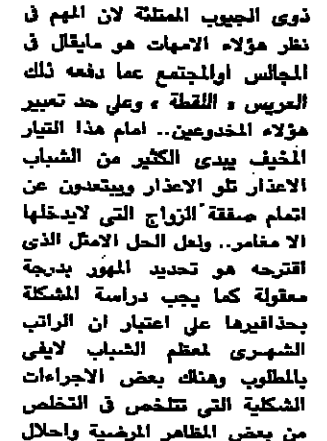 ذوى الجيوب الممتلئة لان المهم فى
نظر هؤلاء الامهات هو مايقال فى
المجالس اوالمجتمع عما دفعه ذلك
العريس « اللقطة » وعلى حد تعبير
هؤلاء المخدوعين.. امام هذا التيار
المخيف يبدى الكثير من الشباب
الاعذار تلو الاعذار ويبتعدون عن
اتمام صفقة الزواج التى لايدخلها
الا مغامر.. ولعل الحل الامثل الذى
اقترحه هو تحديد المهور بدرجة
معقولة كما يجب دراسة المشكلة
بحذافيرها على اعتبار ان الراتب
الشهرى لمعظم الشباب لايفى
بالمطلوب وهناك بعض الاجراءات
الشكلية التى تتلخص فى التخلص
من بعض المظاهر المرضية واحلال